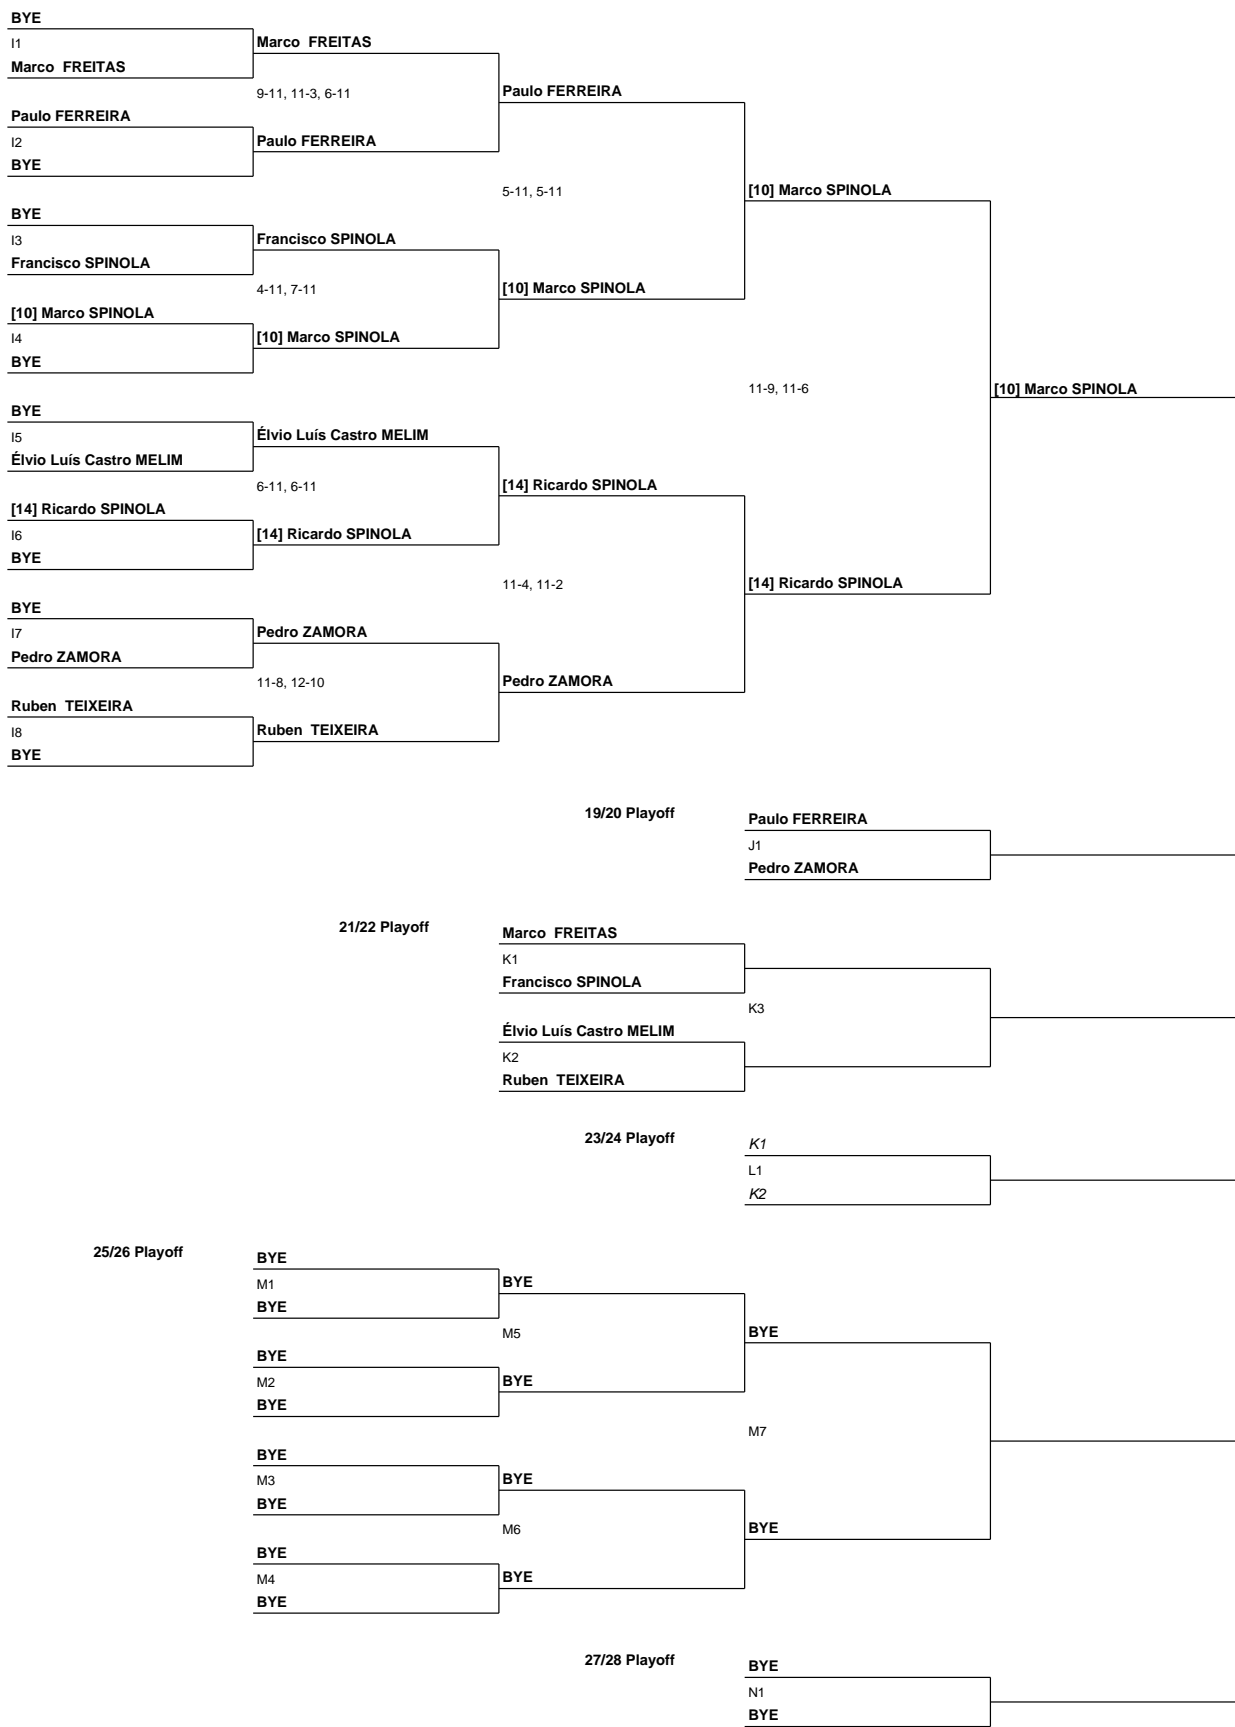 BYE
I1
Marco FREITAS
Marco FREITAS
9-11, 11-3, 6-11
Paulo FERREIRA
Paulo FERREIRA
I2
BYE
Paulo FERREIRA
5-11, 5-11
[10] Marco SPINOLA
BYE
I3
Francisco SPINOLA
Francisco SPINOLA
4-11, 7-11
[10] Marco SPINOLA
[10] Marco SPINOLA
I4
BYE
[10] Marco SPINOLA
11-9, 11-6
[10] Marco SPINOLA
BYE
I5
Élvio Luís Castro MELIM
Élvio Luís Castro MELIM
6-11, 6-11
[14] Ricardo SPINOLA
[14] Ricardo SPINOLA
I6
BYE
[14] Ricardo SPINOLA
11-4, 11-2
[14] Ricardo SPINOLA
BYE
I7
Pedro ZAMORA
Pedro ZAMORA
11-8, 12-10
Pedro ZAMORA
Ruben TEIXEIRA
I8
BYE
Ruben TEIXEIRA
19/20 Playoff
Paulo FERREIRA
J1
Pedro ZAMORA
21/22 Playoff
Marco FREITAS
K1
Francisco SPINOLA
K3
Élvio Luís Castro MELIM
K2
Ruben TEIXEIRA
23/24 Playoff
K1
L1
K2
25/26 Playoff
BYE
M1
BYE
BYE
M5
BYE
BYE
M2
BYE
BYE
M7
BYE
M3
BYE
BYE
M6
BYE
BYE
M4
BYE
BYE
27/28 Playoff
BYE
N1
BYE